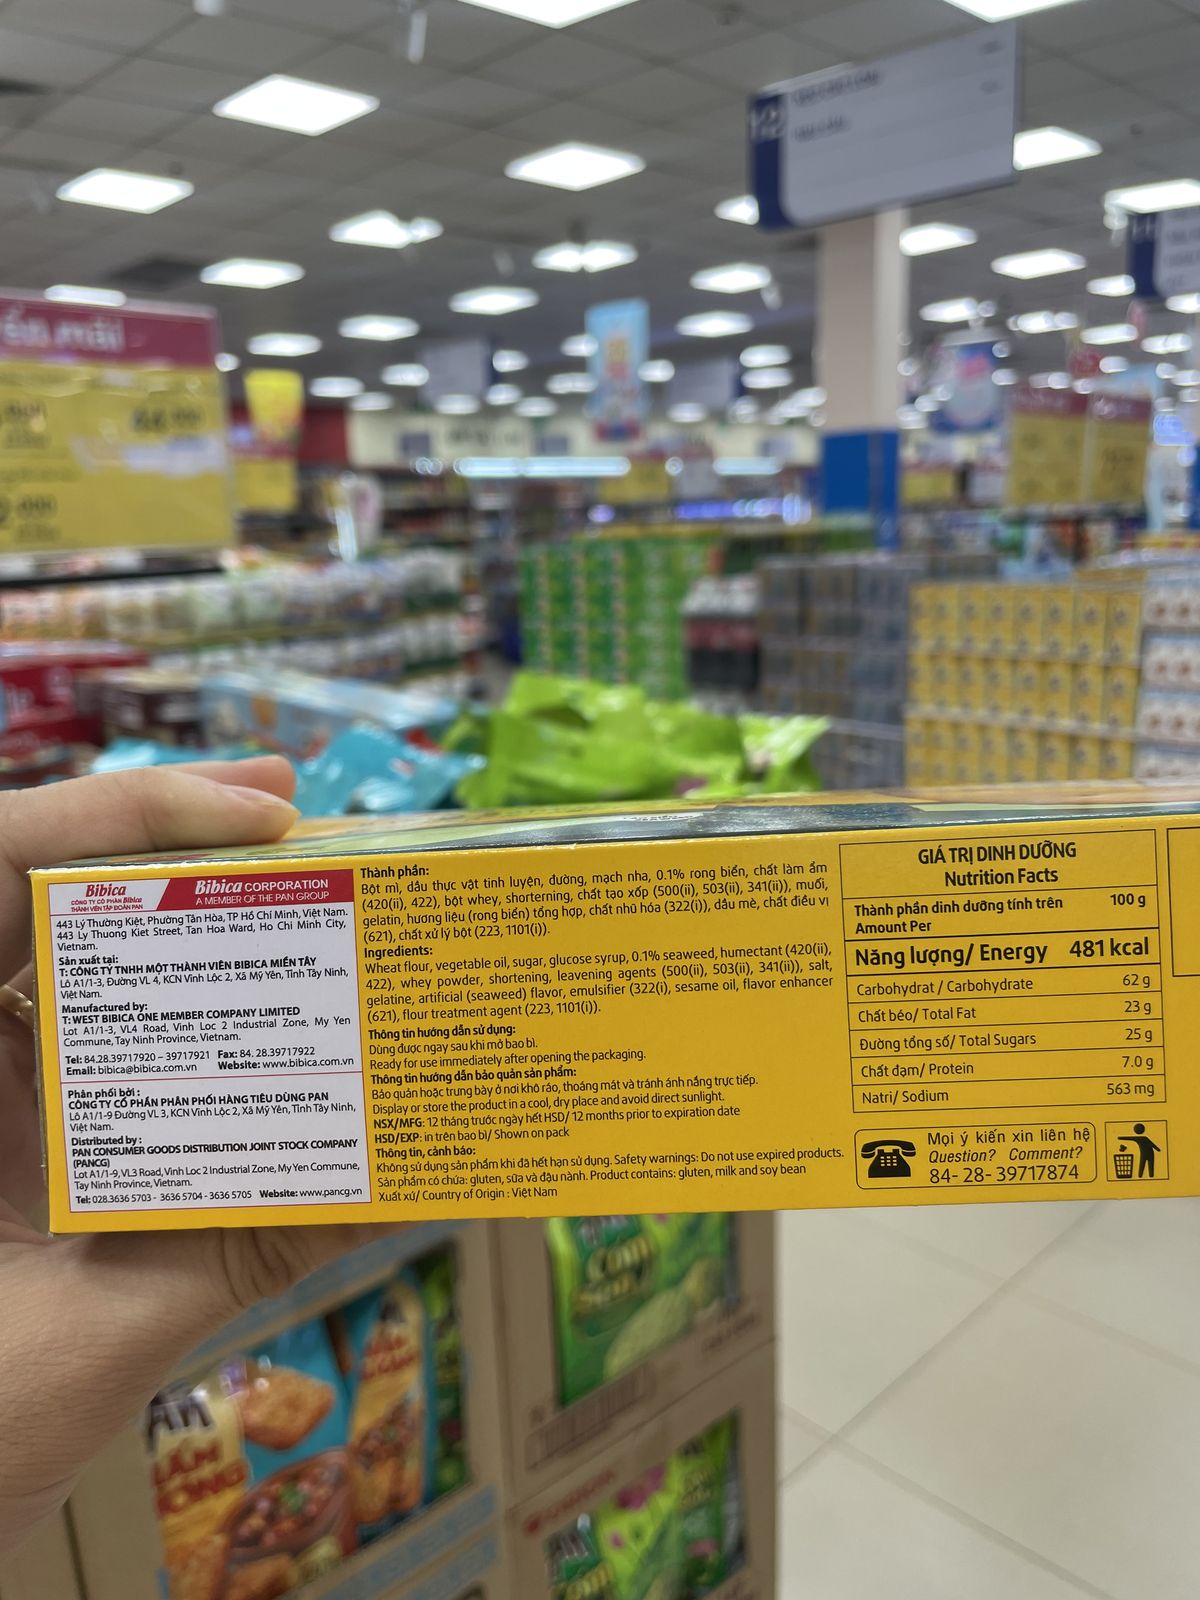 Bibica
CÔNG TY CỔ PHẦN Bibica
THÀNH VIÊN TẬP ĐOÀN PAN
Bibica CORPORATION
A MEMBER OF THE PAN GROUP
443 Lý Thường Kiệt, Phường Tân Hòa, TP Hồ Chí Minh, Việt Nam.
443 Ly Thuong Kiet Street, Tan Hoa Ward, Ho Chi Minh City,
Vietnam.
Sản xuất tại:
T: CÔNG TY TNHH MỘT THÀNH VIÊN BIBICA MIỀN TÂY
Lô A1/1-3, Đường VL 4, KCN Vĩnh Lộc 2, Xã Mỹ Yên, Tỉnh Tây Ninh,
Việt Nam.
Manufactured by:
T: WEST BIBICA ONE MEMBER COMPANY LIMITED
Lot A1/1-3, VL4 Road, Vinh Loc 2 Industrial Zone, My Yen
Commune, Tay Ninh Province, Vietnam.
Tel: 84.28.39717920 – 39717921 Fax: 84. 28.39717922
Email: bibica@bibica.com.vn Website: www.bibica.com.vn
Phân phối bởi :
CÔNG TY CỔ PHẦN PHÂN PHỐI HÀNG TIÊU DÙNG PAN
Lô A1/1-9 Đường VL 3, KCN Vĩnh Lộc 2, Xã Mỹ Yên, Tỉnh Tây Ninh,
Việt Nam.
Distributed by :
PAN CONSUMER GOODS DISTRIBUTION JOINT STOCK COMPANY
(PANCG)
Lot A1/1-9, VL3 Road, Vinh Loc 2 Industrial Zone, My Yen Commune,
Tay Ninh Province, Vietnam.
Tel: 028.3636 5703 - 3636 5704 - 3636 5705 Website: www.pancg.vn
Thành phần:
Bột mì, dầu thực vật tinh luyện, đường, mạch nha, 0.1% rong biển, chất làm ẩm
(420(ii), 422), bột whey, shorterning, chất tạo xốp (500(ii), 503(ii), 341(ii)), muối,
gelatin, hương liệu (rong biển) tổng hợp, chất nhũ hóa (322(i)), dầu mè, chất điều vị
(621), chất xử lý bột (223, 1101(i)).
Ingredients:
Wheat flour, vegetable oil, sugar, glucose syrup, 0.1% seaweed, humectant (420(ii),
422), whey powder, shortening, leavening agents (500(ii), 503(ii), 341(ii)), salt,
gelatine, artificial (seaweed) flavor, emulsifier (322(i), sesame oil, flavor enhancer
(621), flour treatment agent (223, 1101(i)).
Thông tin hướng dẫn sử dụng:
Dùng được ngay sau khi mở bao bì.
Ready for use immediately after opening the packaging.
Thông tin hướng dẫn bảo quản sản phẩm:
Bảo quản hoặc trưng bày ở nơi khô ráo, thoáng mát và tránh ánh nắng trực tiếp.
Display or store the product in a cool, dry place and avoid direct sunlight.
NSX/MFG: 12 tháng trước ngày hết HSD/ 12 months prior to expiration date
HSD/EXP: in trên bao bì/ Shown on pack
Thông tin, cảnh báo:
Không sử dụng sản phẩm khi đã hết hạn sử dụng. Safety warnings: Do not use expired products.
Sản phẩm có chứa: gluten, sữa và đậu nành. Product contains: gluten, milk and soy bean
Xuất xứ/ Country of Origin : Việt Nam
GIÁ TRỊ DINH DƯỠNG
Nutrition Facts
Thành phần dinh dưỡng tính trên 100 g
Amount Per
Năng lượng/ Energy 481 kcal
Carbohydrat / Carbohydrate 62 g
Chất béo/ Total Fat 23 g
Đường tổng số/ Total Sugars 25 g
Chất đạm/ Protein 7.0 g
Natri/ Sodium 563 mg
Mọi ý kiến xin liên hệ
Question? Comment?
84- 28- 39717874
12